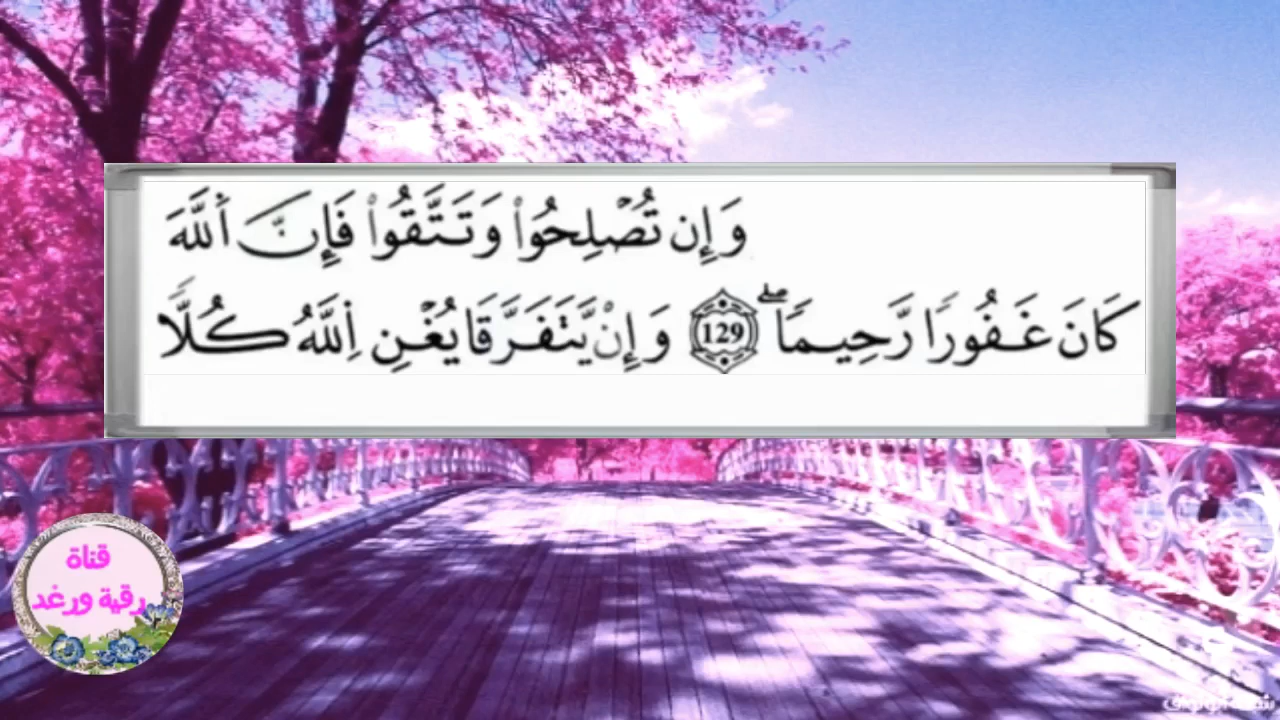 وَإِن تُصْلِحُوا۟ وَتَتَّقُوا۟ فَإِنَّ ٱللَّهَ
كَانَ غَفُورًا رَّحِيمًا ۖ ١٢٩ وَإِنْ يَّتَفَرَّقَا يُغْنِ ٱللَّهُ كُلًّا
قناة
رقية ورغد